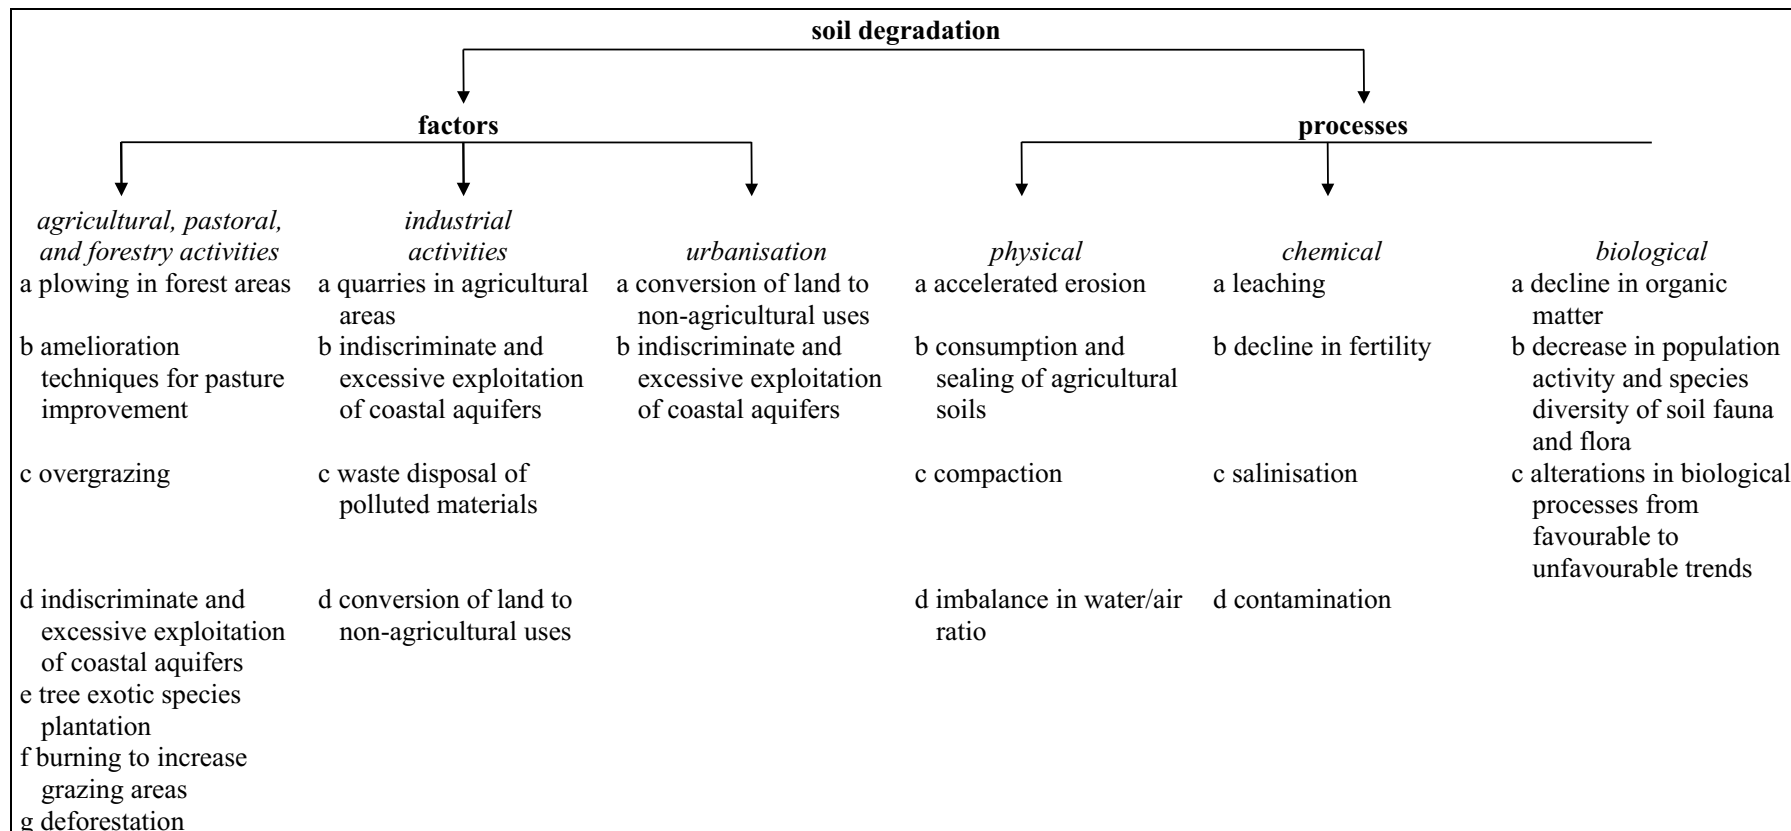 soil degradation
factors
processes
agricultural, pastoral,
and forestry activities
industrial
activities
urbanisation
physical
chemical
biological
a plowing in forest areas
a quarries in agricultural
areas
a conversion of land to
non-agricultural uses
a accelerated erosion
a leaching
a decline in organic
matter
b amelioration
techniques for pasture
improvement
b indiscriminate and
excessive exploitation
of coastal aquifers
b indiscriminate and
excessive exploitation
of coastal aquifers
b consumption and
sealing of agricultural
soils
b decline in fertility
b decrease in population
activity and species
diversity of soil fauna
and flora
c overgrazing
c waste disposal of
polluted materials
c compaction
c salinisation
c alterations in biological
processes from
favourable to
unfavourable trends
d indiscriminate and
excessive exploitation
of coastal aquifers
d conversion of land to
non-agricultural uses
d imbalance in water/air
ratio
d contamination
e tree exotic species
plantation
f burning to increase
grazing areas
g deforestation